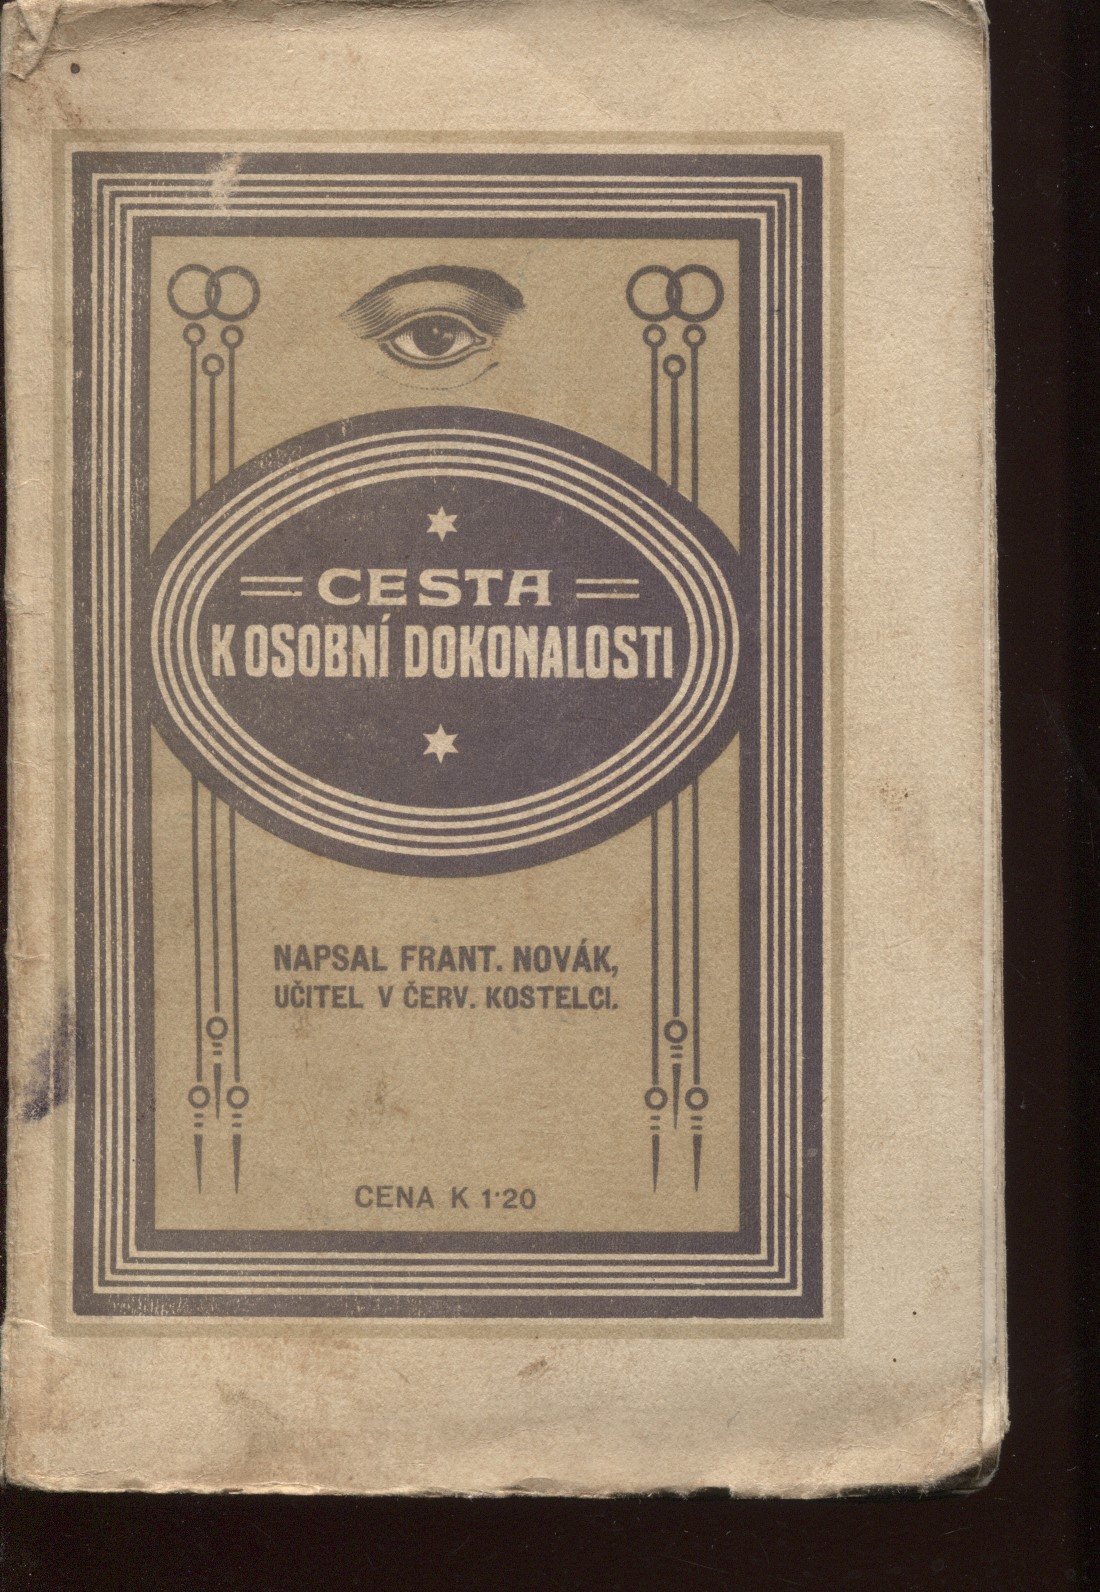 CESTA
K OSOBNÍ DOKONALOSTI
NAPSAL FRANT. NOVÁK,
UČITEL V ČERV. KOSTELCI.
CENA K 1·20